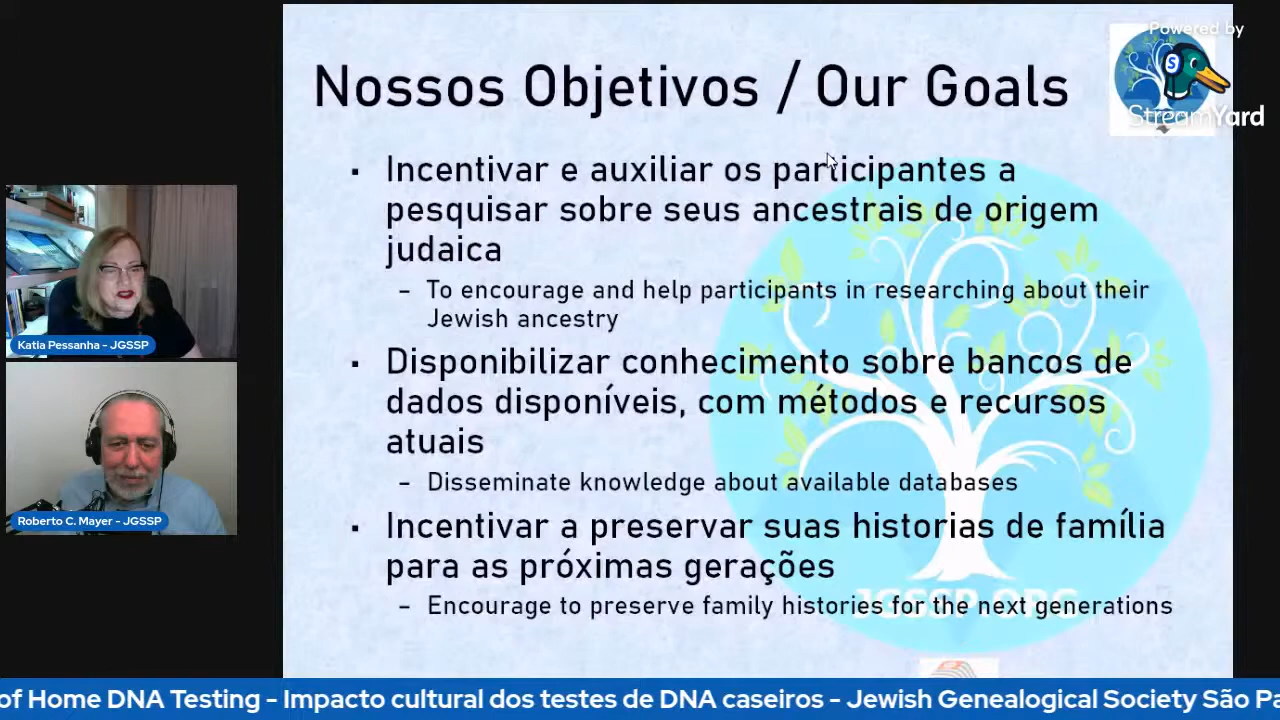 Powered by
StreamYard
Nossos Objetivos / Our Goals
▪ Incentivar e auxiliar os participantes a
pesquisar sobre seus ancestrais de origem
judaica
– To encourage and help participants in researching about their
Jewish ancestry
▪ Disponibilizar conhecimento sobre bancos de
dados disponíveis, com métodos e recursos
atuais
– Disseminate knowledge about available databases
▪ Incentivar a preservar suas historias de família
para as próximas gerações
– Encourage to preserve family histories for the next generations
JGSSP.ORG
Katia Pessanha - JGSSP
Roberto C. Mayer - JGSSP
of Home DNA Testing - Impacto cultural dos testes de DNA caseiros - Jewish Genealogical Society São Pa